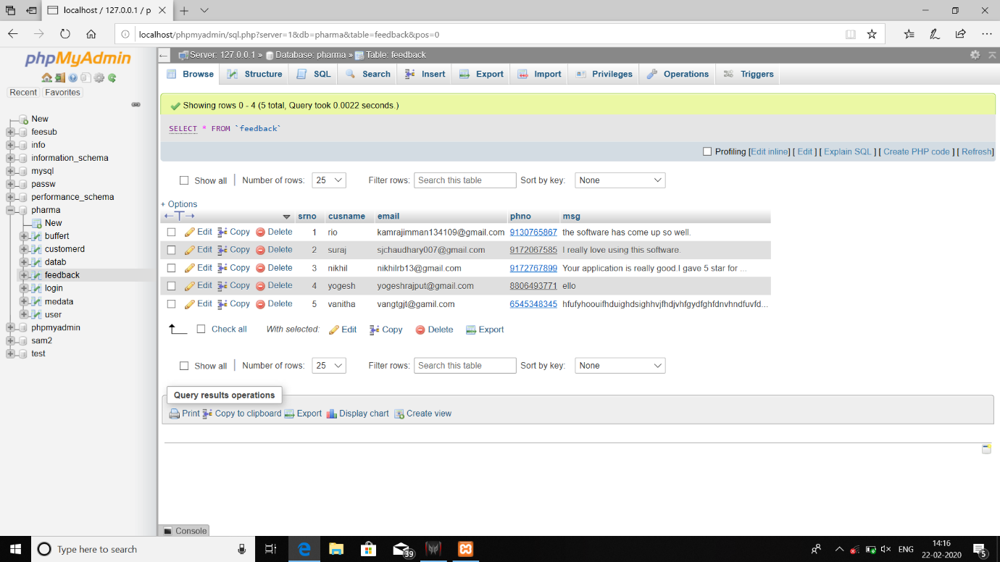 localhost / 127.0.0.1 / p
localhost/phpmyadmin/sql.php?server=1&db=pharma&table=feedback&pos=0
phpMyAdmin
Recent Favorites
New
feesub
info
information_schema
mysql
passw
performance_schema
pharma
New
buffert
customerd
datab
feedback
login
medata
user
phpmyadmin
sam2
test
Server: 127.0.0.1 » Database: pharma » Table: feedback
Browse Structure SQL Search Insert Export Import Privileges Operations Triggers
Showing rows 0 - 4 (5 total, Query took 0.0022 seconds.)
SELECT * FROM `feedback`
Profiling [Edit inline] [ Edit ] [ Explain SQL ] [ Create PHP code ] [ Refresh]
Show all Number of rows: 25 Filter rows: Search this table Sort by key: None
+ Options
srno cusname email phno msg
Edit Copy Delete 1 rio kamrajimman134109@gmail.com 9130765867 the software has come up so well.
Edit Copy Delete 2 suraj sjchaudhary007@gmail.com 9172067585 I really love using this software.
Edit Copy Delete 3 nikhil nikhilrb13@gmail.com 9172767899 Your application is really good.I gave 5 star for ...
Edit Copy Delete 4 yogesh yogeshrajput@gmail.com 8806493771 ello
Edit Copy Delete 5 vanitha vangtgjt@gamil.com 6545348345 hfufyhoouifhduighdsighhvjfhdjvhfgydfghfdnvhndfuvfd...
Check all With selected: Edit Copy Delete Export
Show all Number of rows: 25 Filter rows: Search this table Sort by key: None
Query results operations
Print Copy to clipboard Export Display chart Create view
Console
Type here to search
39
ENG
14:16
22-02-2020
5